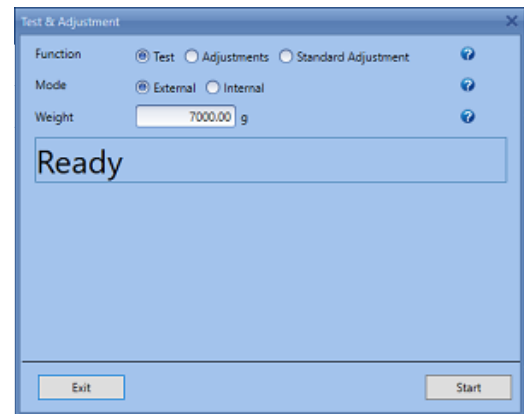 Test & Adjustment
Function Test Adjustments Standard Adjustment
Mode External Internal
Weight 7000.00 g
Ready
Exit Start